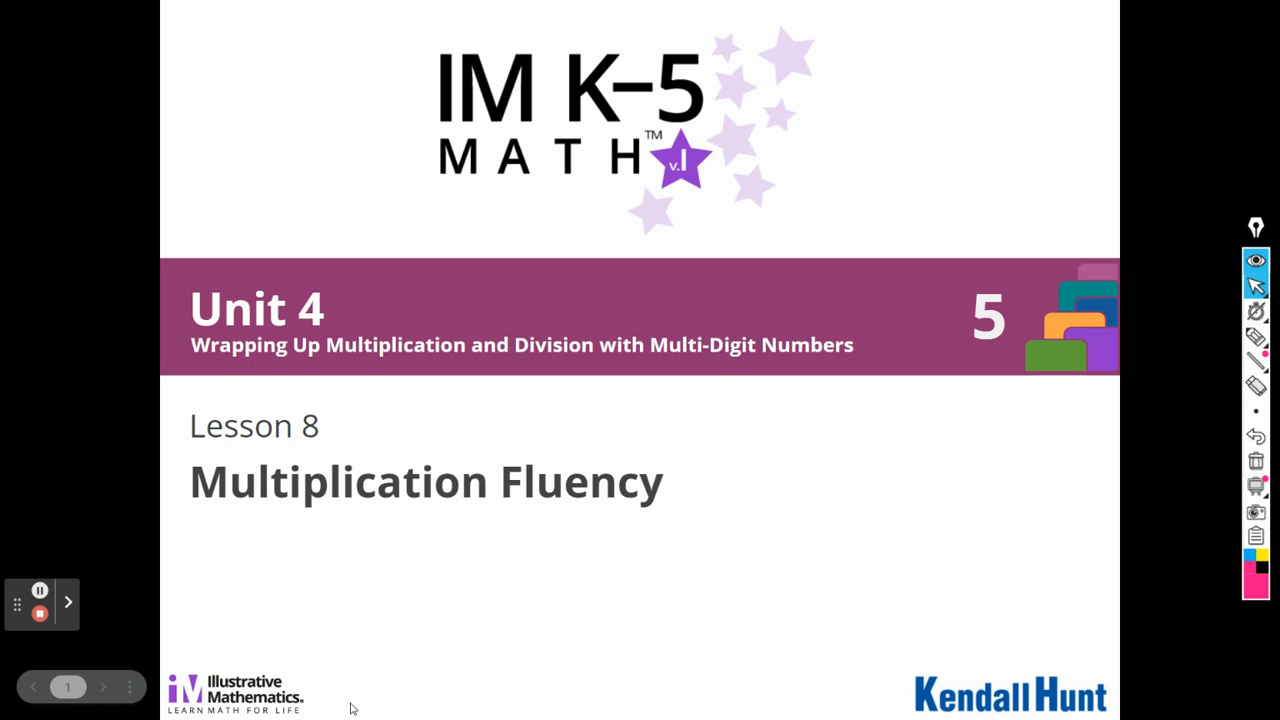 IM K–5
MATH™
v.I
Unit 4
5
Wrapping Up Multiplication and Division with Multi-Digit Numbers
Lesson 8
Multiplication Fluency
1
iM Illustrative
Mathematics.
LEARN MATH FOR LIFE
Kendall Hunt